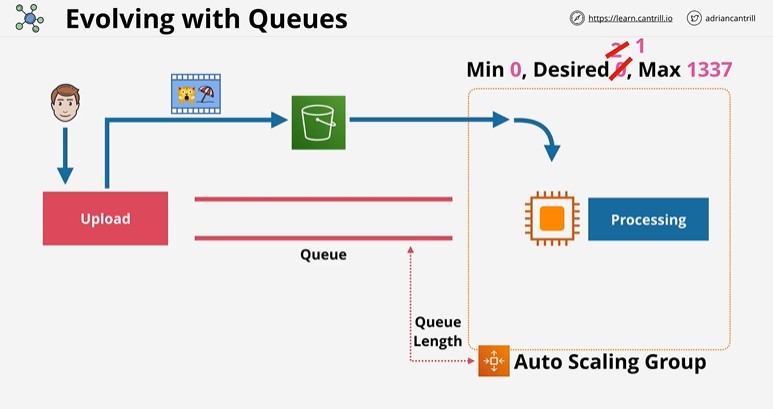 Evolving with Queues
https://learn.cantrill.io
adriancantrill
2 1
Min 0, Desired 0, Max 1337
Upload
Processing
Queue
Queue
Length
Auto Scaling Group